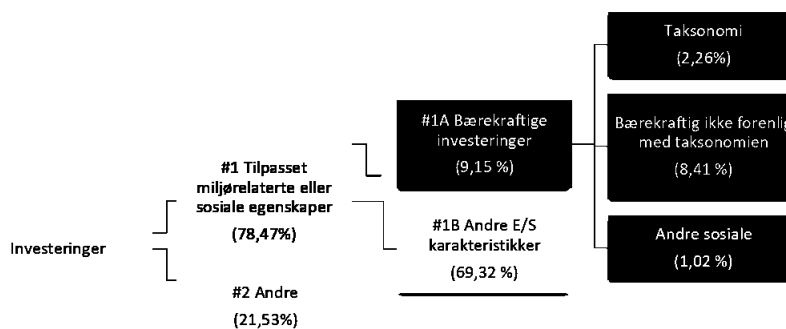 Investeringer
#1 Tilpasset
miljørelaterte eller
sosiale egenskaper
(78,47%)
#2 Andre
(21,53%)
#1A Bærekraftige
investeringer
(9,15 %)
#1B Andre E/S
karakteristikker
(69,32 %)
Taksonomi
(2,26%)
Bærekraftig ikke forenlig
med taksonomien
(8,41 %)
Andre sosiale
(1,02 %)